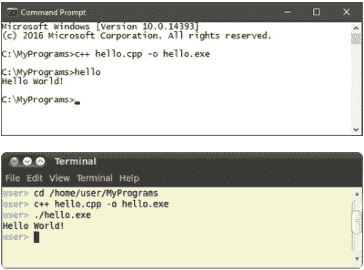 Command Prompt
Microsoft Windows [Version 10.0.14393]
(c) 2016 Microsoft Corporation. All rights reserved.
C:\MyPrograms>c++ hello.cpp -o hello.exe
C:\MyPrograms>hello
Hello World!
C:\MyPrograms>_
Terminal
File Edit View Terminal Help
user> cd /home/user/MyPrograms
user> c++ hello.cpp -o hello.exe
user> ./hello.exe
Hello World!
user>